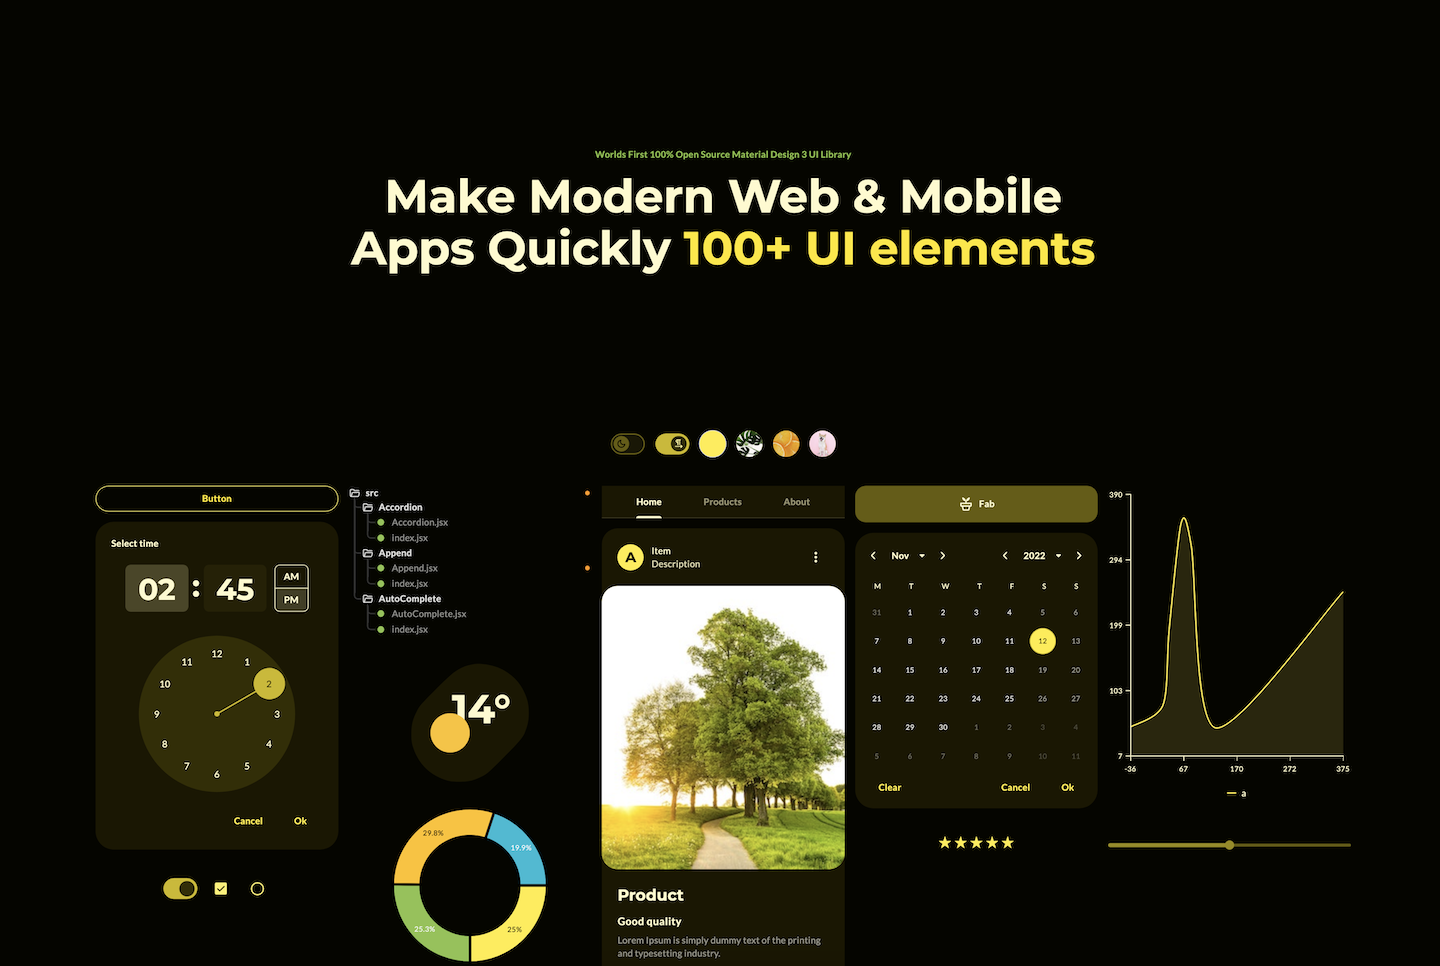 Worlds First 100% Open Source Material Design 3 UI Library
Make Modern Web & Mobile
Apps Quickly 100+ UI elements
Button
Select time
02 : 45
AM
PM
12
1
2
3
4
5
6
7
8
9
10
11
Cancel Ok
src
Accordion
Accordion.jsx
index.jsx
Append
Append.jsx
index.jsx
AutoComplete
AutoComplete.jsx
index.jsx
14°
29.8%
19.9%
25.3%
25%
Home Products About
A
Item
Description
Product
Good quality
Lorem Ipsum is simply dummy text of the printing
and typesetting industry.
Fab
Nov 2022
M T W T F S S
31 1 2 3 4 5 6
7 8 9 10 11 12 13
14 15 16 17 18 19 20
21 22 23 24 25 26 27
28 29 30 1 2 3 4
5 6 7 8 9 10 11
Clear Cancel Ok
390
294
199
103
7
-36 67 170 272 375
a